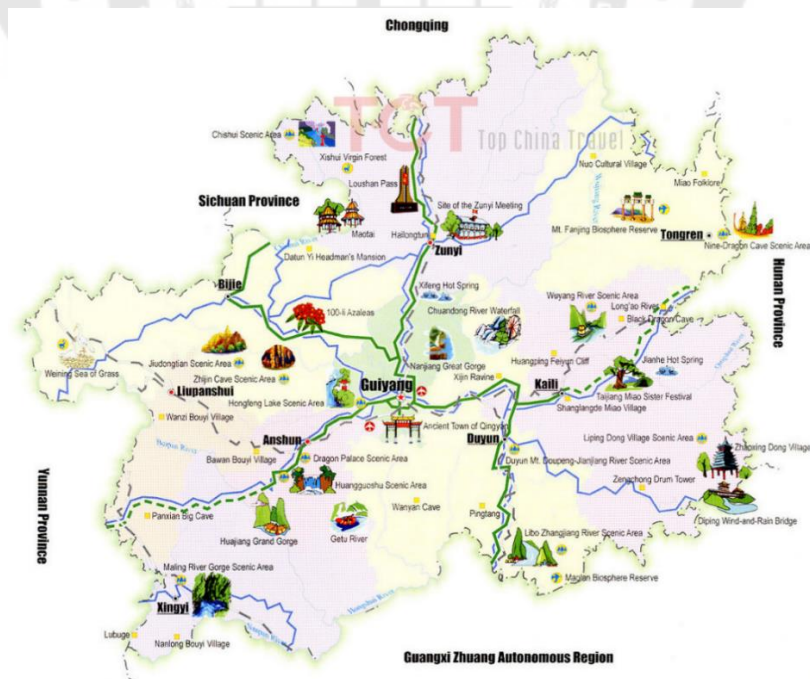 Chongqing
TCT Top China Travel
Chishui Scenic Area
Xishui Virgin Forest
Nuo Cultural Village
Loushan Pass
Miao Folklore
Sichuan Province
Site of the Zunyi Meeting
Mt. Fanjing Biosphere Reserve
Maotai
Hailongtun
Tongren
Zunyi
Nine-Dragon Cave Scenic Area
Datun Yi Headman's Mansion
Hunan Province
Bijie
Xifeng Hot Spring
Wuyang River Scenic Area
Long'ao River
100-li Azaleas
Chuandong River Waterfall
Black Dragon Cave
Weining Sea of Grass
Jiudongtian Scenic Area
Nanjiang Great Gorge
Huangping Feiyun Cliff
Jianhe Hot Spring
Zhijin Cave Scenic Area
Xijin Ravine
Guiyang
Kaili
Liupanshui
Hongfeng Lake Scenic Area
Taijiang Miao Sister Festival
Shanglangde Miao Village
Wanzi Bouyi Village
Ancient Town of Qingyan
Anshun
Duyun
Liping Dong Village Scenic Area
Zhaoxing Dong Village
Bawan Bouyi Village
Dragon Palace Scenic Area
Duyun Mt. Doupeng-Jianjiang River Scenic Area
Yunnan Province
Huangguoshu Scenic Area
Zengchong Drum Tower
Wanyan Cave
Pingtang
Panxian Big Cave
Diping Wind-and-Rain Bridge
Huajiang Grand Gorge
Getu River
Libo Zhangjiang River Scenic Area
Maling River Gorge Scenic Area
Maolan Biosphere Reserve
Xingyi
Lubuge
Nanlong Bouyi Village
Guangxi Zhuang Autonomous Region